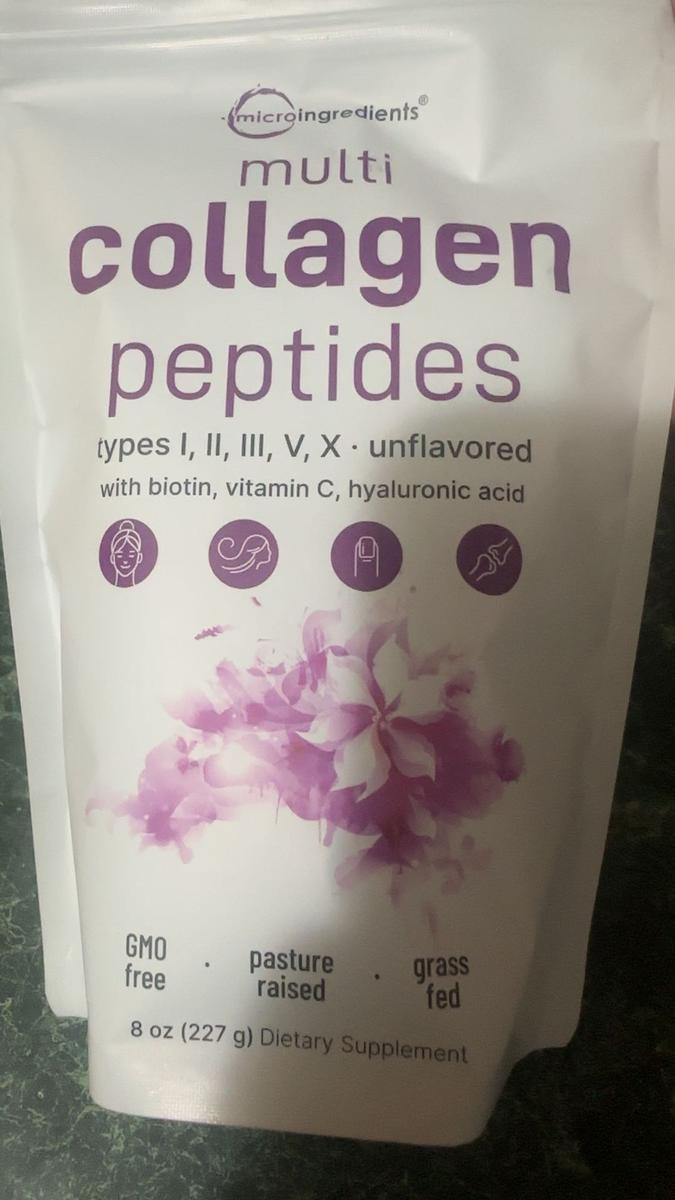 microingredients®
multi
collagen
peptides
types I, II, III, V, X · unflavored
with biotin, vitamin C, hyaluronic acid
GMO free · pasture raised · grass fed
8 oz (227 g) Dietary Supplement